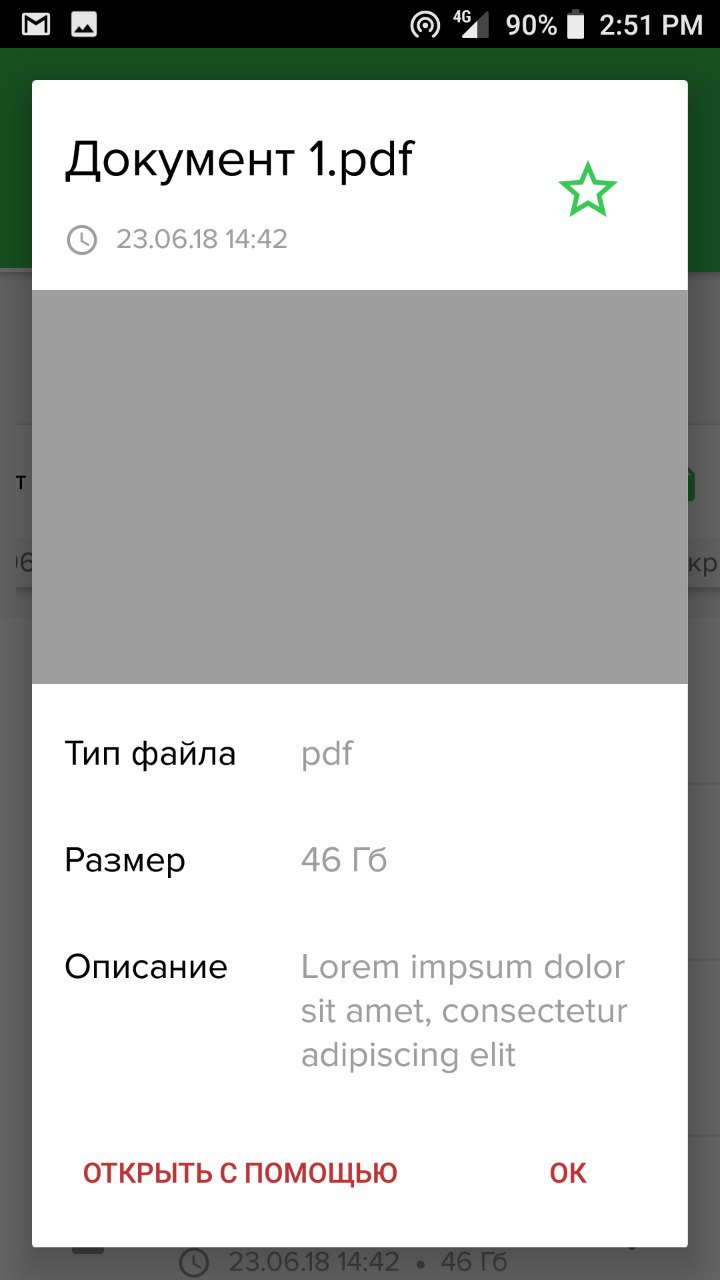 4G 90% 2:51 PM
Документ 1.pdf
23.06.18 14:42
т
06
кр
Тип файла pdf
Размер 46 Гб
Описание Lorem impsum dolor
sit amet, consectetur
adipiscing elit
ОТКРЫТЬ С ПОМОЩЬЮ ОК
23.06.18 14:42 • 46 Гб